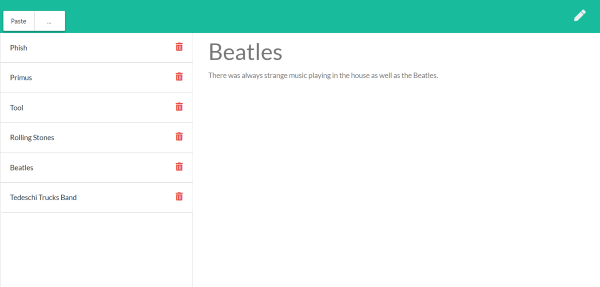 Paste ...
Phish
Primus
Tool
Rolling Stones
Beatles
Tedeschi Trucks Band
Beatles
There was always strange music playing in the house as well as the Beatles.